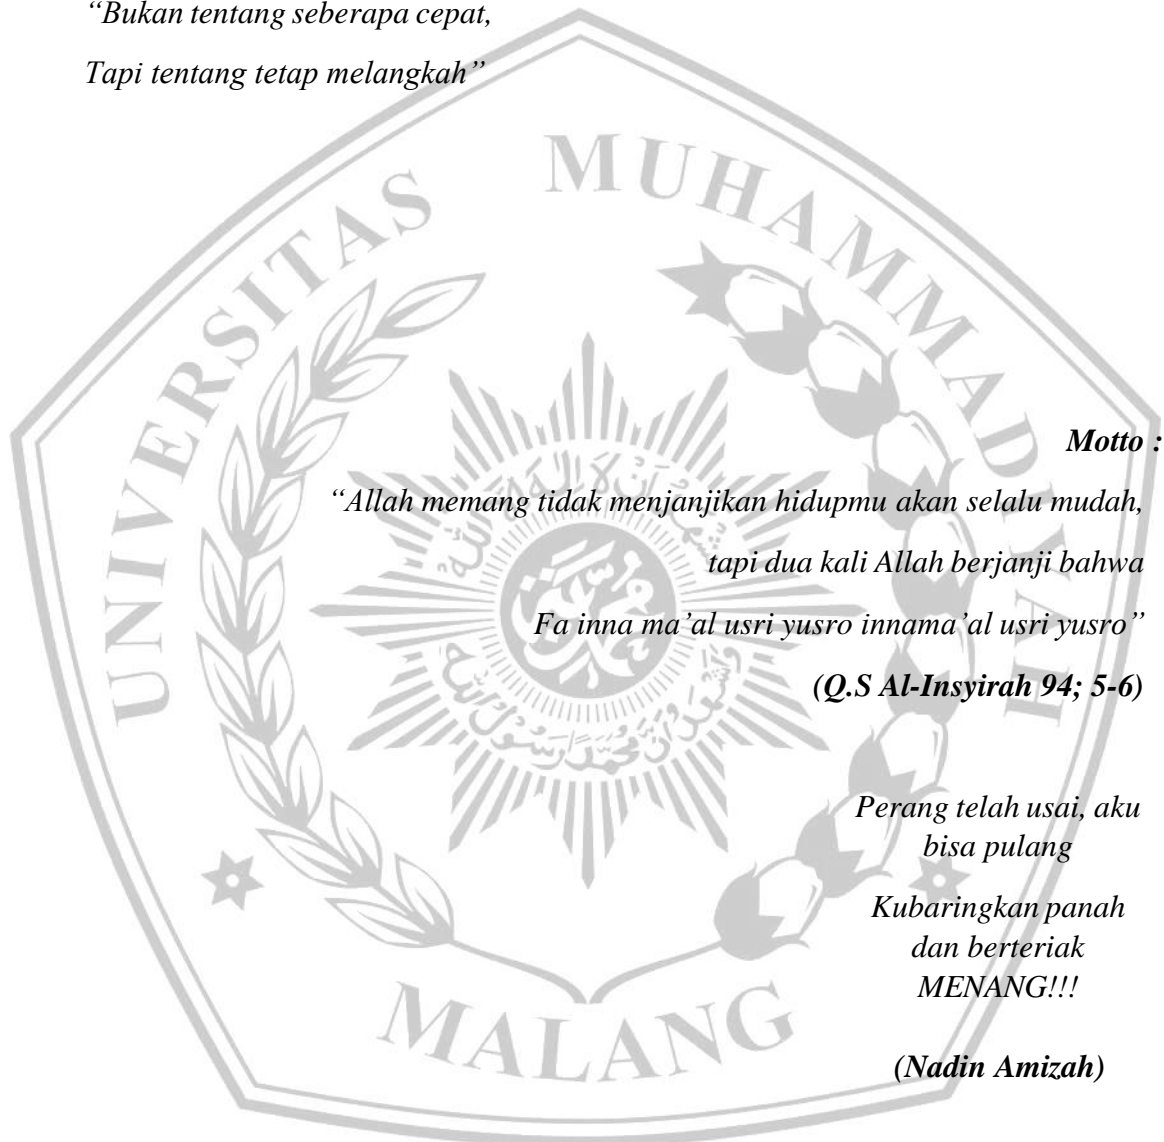 “Bukan tentang seberapa cepat,
Tapi tentang tetap melangkah”
UNIVERSITAS MUHAMMADIYAH
Motto :
“Allah memang tidak menjanjikan hidupmu akan selalu mudah,
tapi dua kali Allah berjanji bahwa
Fa inna ma’al usri yusro innama’al usri yusro”
(Q.S Al-Insyirah 94; 5-6)
Perang telah usai, aku
bisa pulang
Kubaringkan panah
dan berteriak
MENANG!!!
MALANG
(Nadin Amizah)